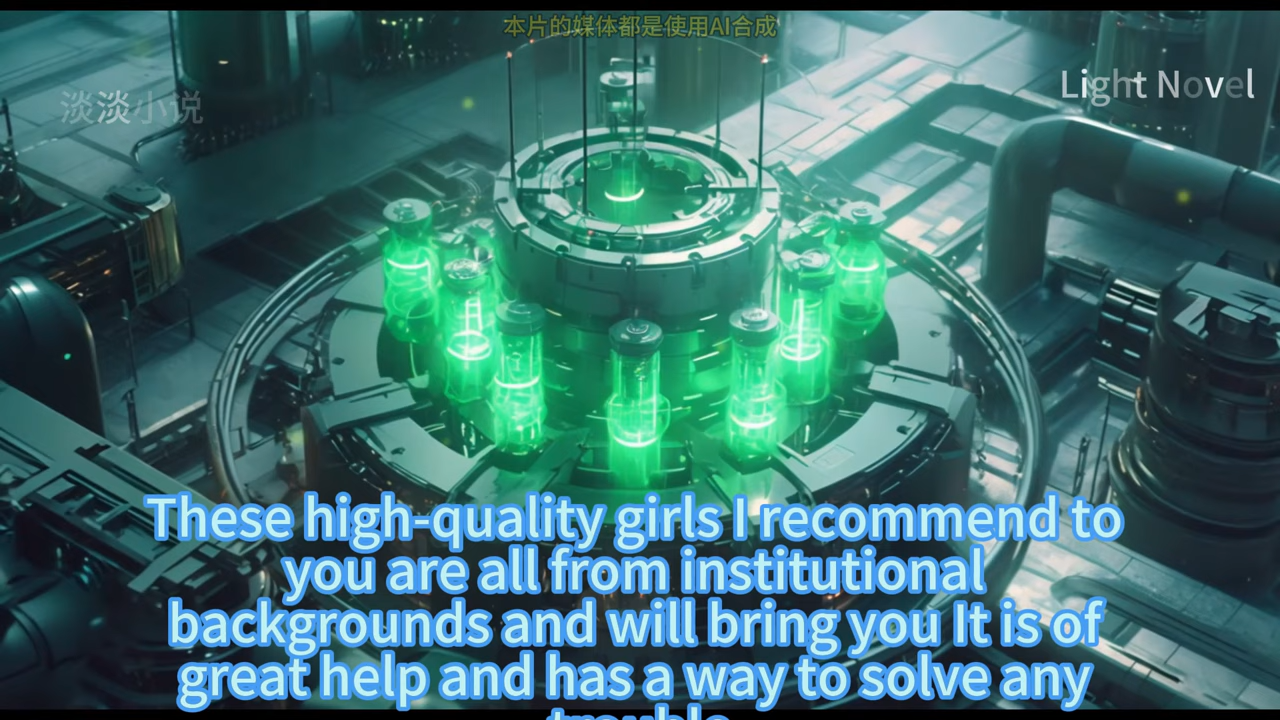 本片的媒体都是使用AI合成
淡淡小说
Light Novel
These high-quality girls I recommend to
you are all from institutional
backgrounds and will bring you It is of
great help and has a way to solve any
trouble